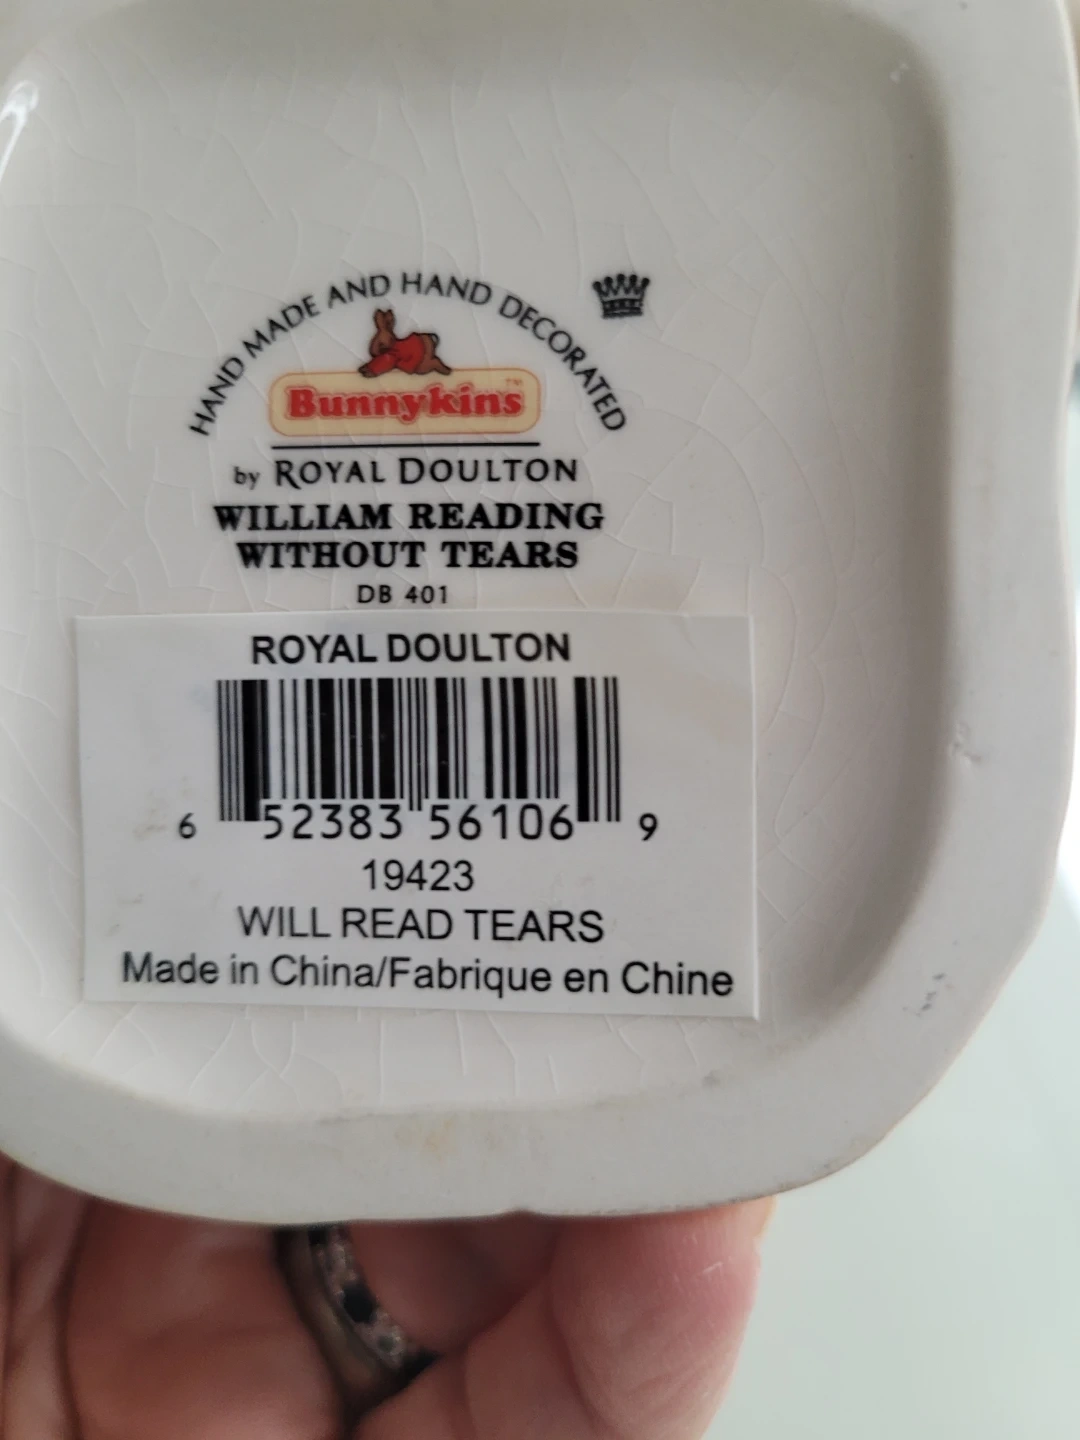 HAND MADE AND HAND DECORATED
Bunnykins™
by ROYAL DOULTON
WILLIAM READING
WITHOUT TEARS
DB 401
ROYAL DOULTON
6 52383 56106 9
19423
WILL READ TEARS
Made in China/Fabrique en Chine